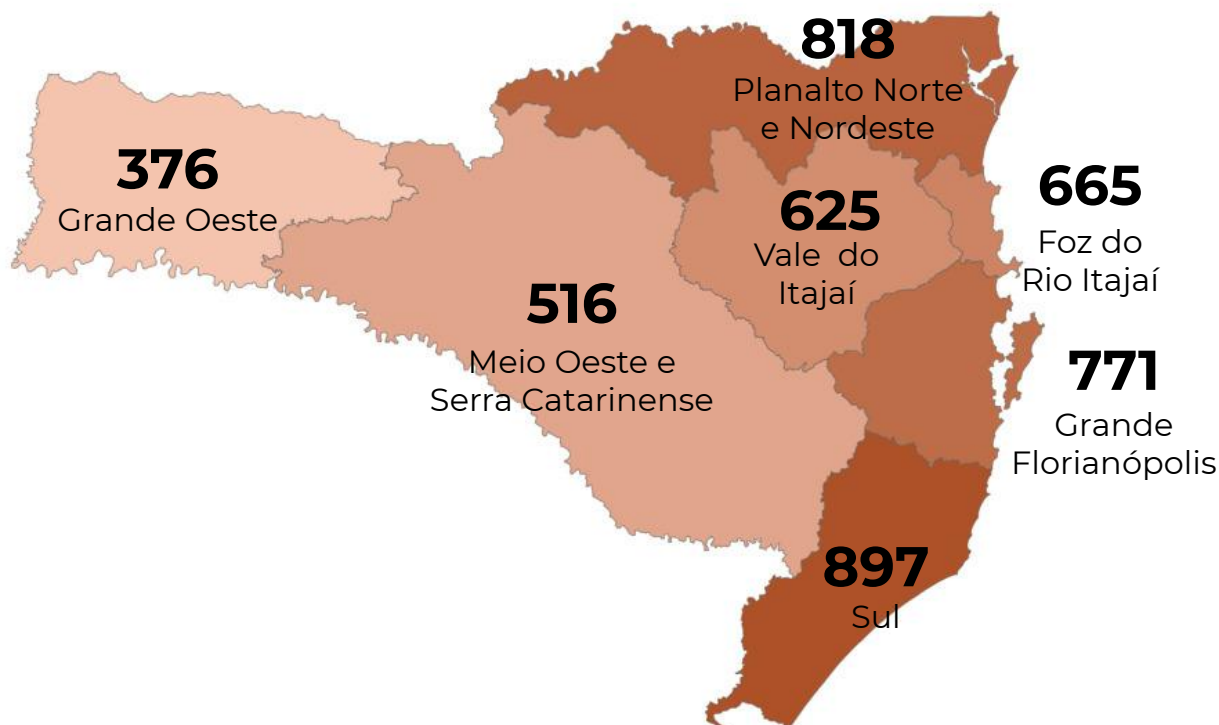 818
Planalto Norte
e Nordeste
376
Grande Oeste
665
Foz do
Rio Itajaí
625
Vale do
Itajaí
516
Meio Oeste e
Serra Catarinense
771
Grande
Florianópolis
897
Sul